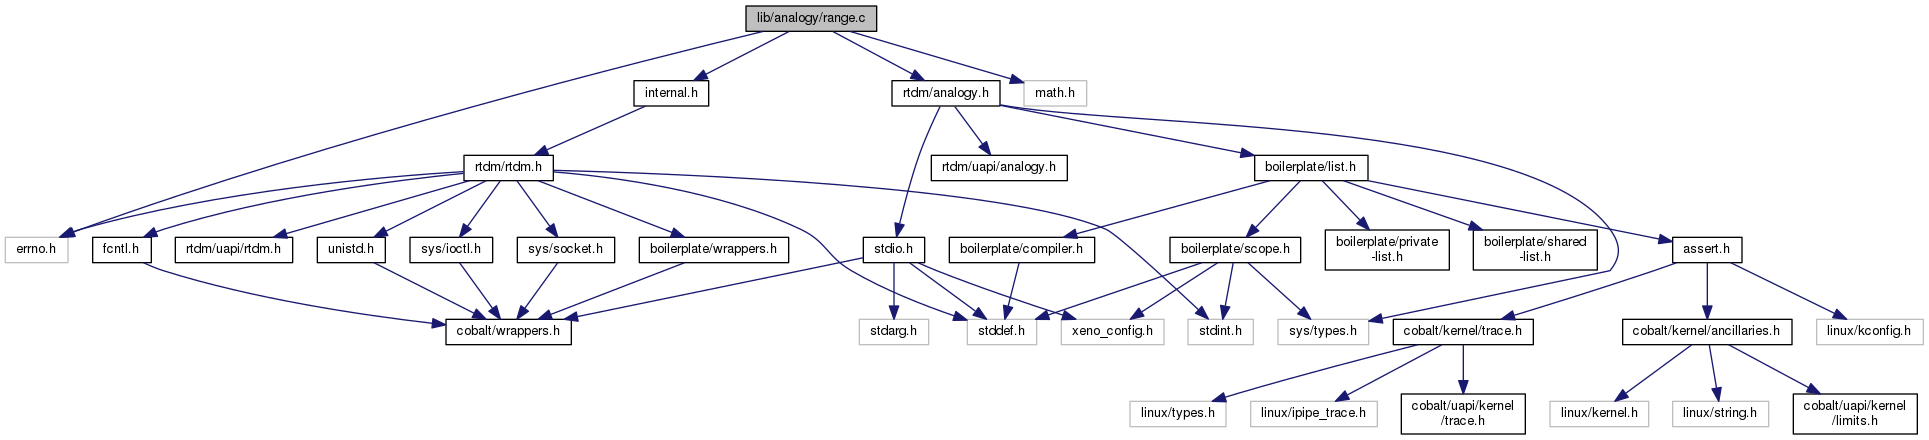 lib/analogy/range.c
internal.h
rtdm/analogy.h
math.h
rtdm/rtdm.h
rtdm/uapi/analogy.h
boilerplate/list.h
errno.h
fcntl.h
rtdm/uapi/rtdm.h
unistd.h
sys/ioctl.h
sys/socket.h
boilerplate/wrappers.h
stdio.h
boilerplate/compiler.h
boilerplate/scope.h
boilerplate/private
-list.h
boilerplate/shared
-list.h
assert.h
cobalt/wrappers.h
stdarg.h
stddef.h
xeno_config.h
stdint.h
sys/types.h
cobalt/kernel/trace.h
cobalt/kernel/ancillaries.h
linux/kconfig.h
linux/types.h
linux/ipipe_trace.h
cobalt/uapi/kernel
/trace.h
linux/kernel.h
linux/string.h
cobalt/uapi/kernel
/limits.h